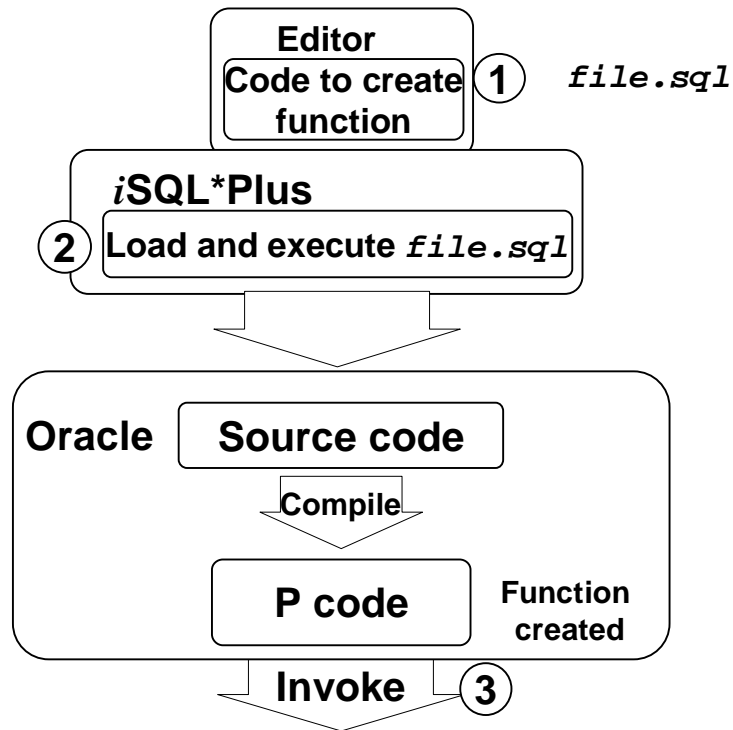 Editor
Code to create
function
1
file.sql
iSQL*Plus
2
Load and execute file.sql
Oracle
Source code
Compile
P code
Function
created
Invoke
3